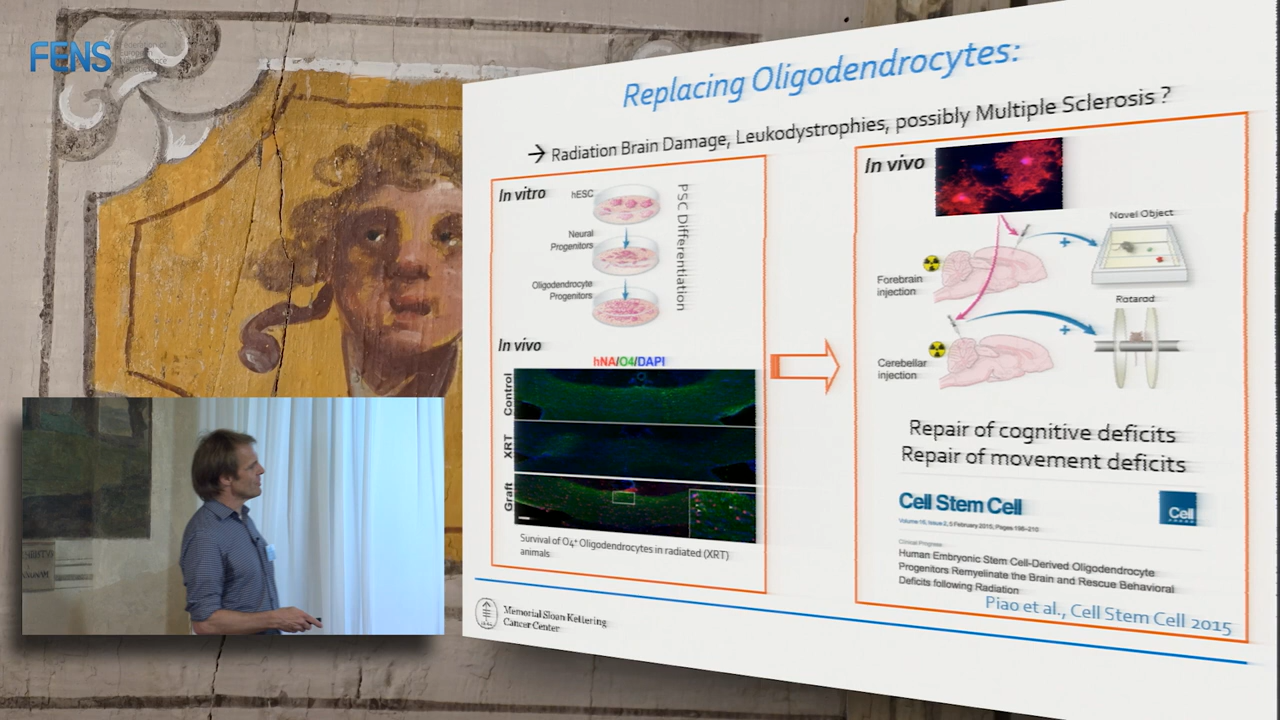 FENS
Replacing Oligodendrocytes:
→ Radiation Brain Damage, Leukodystrophies, possibly Multiple Sclerosis ?
In vitro
hESC
Neural
Progenitors
Oligodendrocyte
Progenitors
PSC Differentiation
In vivo
hNA/O4/DAPI
Control
XRT
Graft
Survival of O4⁺ Oligodendrocytes in radiated (XRT)
animals
In vivo
Novel Object
+
Forebrain
injection
Rotarod
+
Cerebellar
injection
Repair of cognitive deficits
Repair of movement deficits
Cell Stem Cell
Cell
Volume 16, Issue 2, 5 February 2015, Pages 198–210
Clinical Progress
Human Embryonic Stem Cell-Derived Oligodendrocyte
Progenitors Remyelinate the Brain and Rescue Behavioral
Deficits following Radiation
Piao et al., Cell Stem Cell 2015
Memorial Sloan Kettering
Cancer Center